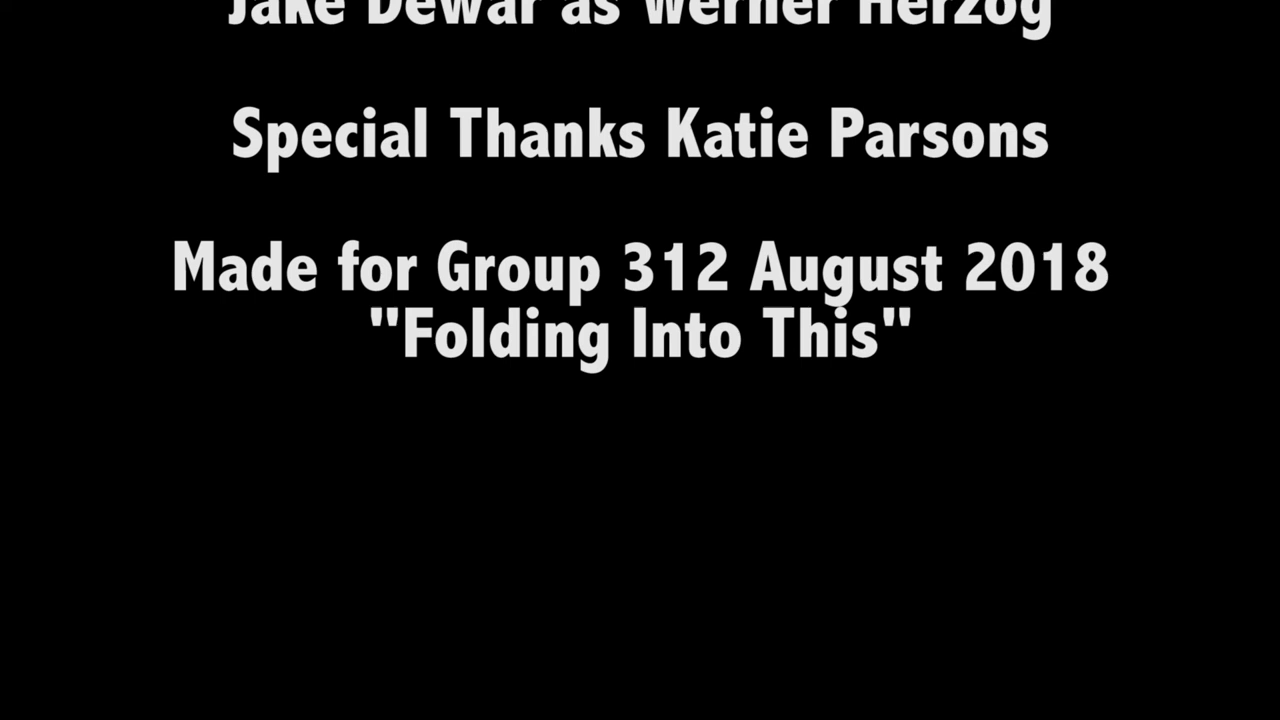 Jake Dewar as Werner Herzog
Special Thanks Katie Parsons
Made for Group 312 August 2018
"Folding Into This"